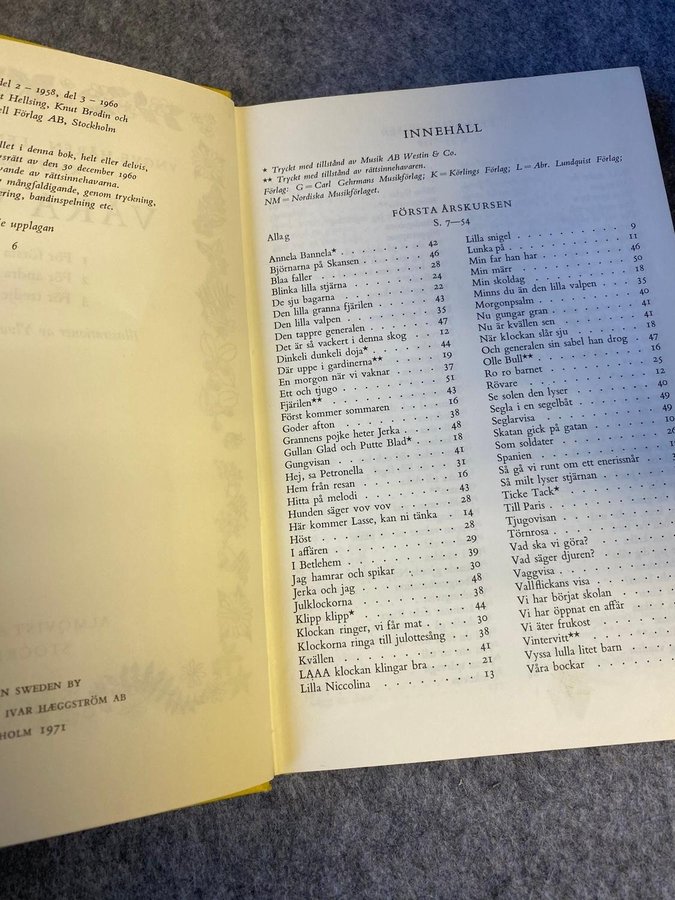 del 2 – 1958, del 3 – 1960
t Hellsing, Knut Brodin och
ell Förlag AB, Stockholm
llet i denna bok, helt eller delvis,
rsrätt av den 30 december 1960
vande av rättsinnehavarna.
mångfaldigande, genom tryckning,
ering, bandinspelning etc.
e upplagan
6
N SWEDEN BY
IVAR HÆGGSTRÖM AB
HOLM 1971
INNEHÅLL
* Tryckt med tillstånd av Musik AB Westin & Co.
** Tryckt med tillstånd av rättsinnehavaren.
Förlag: G = Carl Gehrmans Musikförlag; K = Körlings Förlag; L = Abr. Lundquist Förlag;
NM = Nordiska Musikförlaget.
FÖRSTA ÅRSKURSEN
S. 7–54
Allag
Annela Bannela* 42
Björnarna på Skansen 46
Blaa faller 28
Blinka lilla stjärna 24
De sju bagarna 22
Den lilla granna fjärilen 43
Den lilla valpen 35
Den tappre generalen 47
Det är så vackert i denna skog 12
Dinkeli dunkeli doja* 44
Där uppe i gardinerna** 19
En morgon när vi vaknar 37
Ett och tjugo 51
Fjärilen** 43
Först kommer sommaren 16
Goder afton 38
Grannens pojke heter Jerka 48
Gullan Glad och Putte Blad* 18
Gungvisan 41
Hej, sa Petronella 31
Hem från resan 16
Hitta på melodi 43
Hunden säger vov vov 28
Här kommer Lasse, kan ni tänka 14
Höst 28
I affären 29
I Betlehem 39
Jag hamrar och spikar 30
Jerka och jag 48
Julklockorna 38
Klipp klipp* 44
Klockan ringer, vi får mat 30
Klockorna ringa till julottesång 38
Kvällen 41
LAAA klockan klingar bra 21
Lilla Niccolina 13
Lilla snigel 9
Lunka på 11
Min far han har 46
Min märr 50
Min skoldag 18
Minns du än den lilla valpen 35
Morgonpsalm 40
Nu gungar gran 41
Nu är kvällen sen 41
När klockan slår sju 18
Och generalen sin sabel han drog 47
Olle Bull** 16
Ro ro barnet 25
Rövare 12
Se solen den lyser 40
Segla i en segelbåt 49
Seglarvisa 49
Skatan gick på gatan
Som soldater
Spanien
Så gå vi runt om ett enerissnår
Så milt lyser stjärnan
Ticke Tack*
Till Paris
Tjugovisan
Törnrosa
Vad ska vi göra?
Vad säger djuren?
Vaggvisa
Vallflickans visa
Vi har börjat skolan
Vi har öppnat en affär
Vi äter frukost
Vintervitt**
Vyssa lulla litet barn
Våra bockar